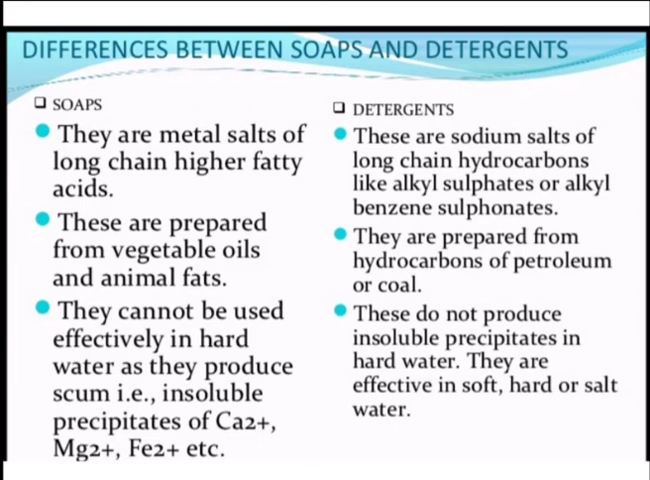 DIFFERENCES BETWEEN SOAPS AND DETERGENTS
SOAPS
They are metal salts of
long chain higher fatty
acids.
These are prepared
from vegetable oils
and animal fats.
They cannot be used
effectively in hard
water as they produce
scum i.e., insoluble
precipitates of Ca2+,
Mg2+, Fe2+ etc.
DETERGENTS
These are sodium salts of
long chain hydrocarbons
like alkyl sulphates or alkyl
benzene sulphonates.
They are prepared from
hydrocarbons of petroleum
or coal.
These do not produce
insoluble precipitates in
hard water. They are
effective in soft, hard or salt
water.